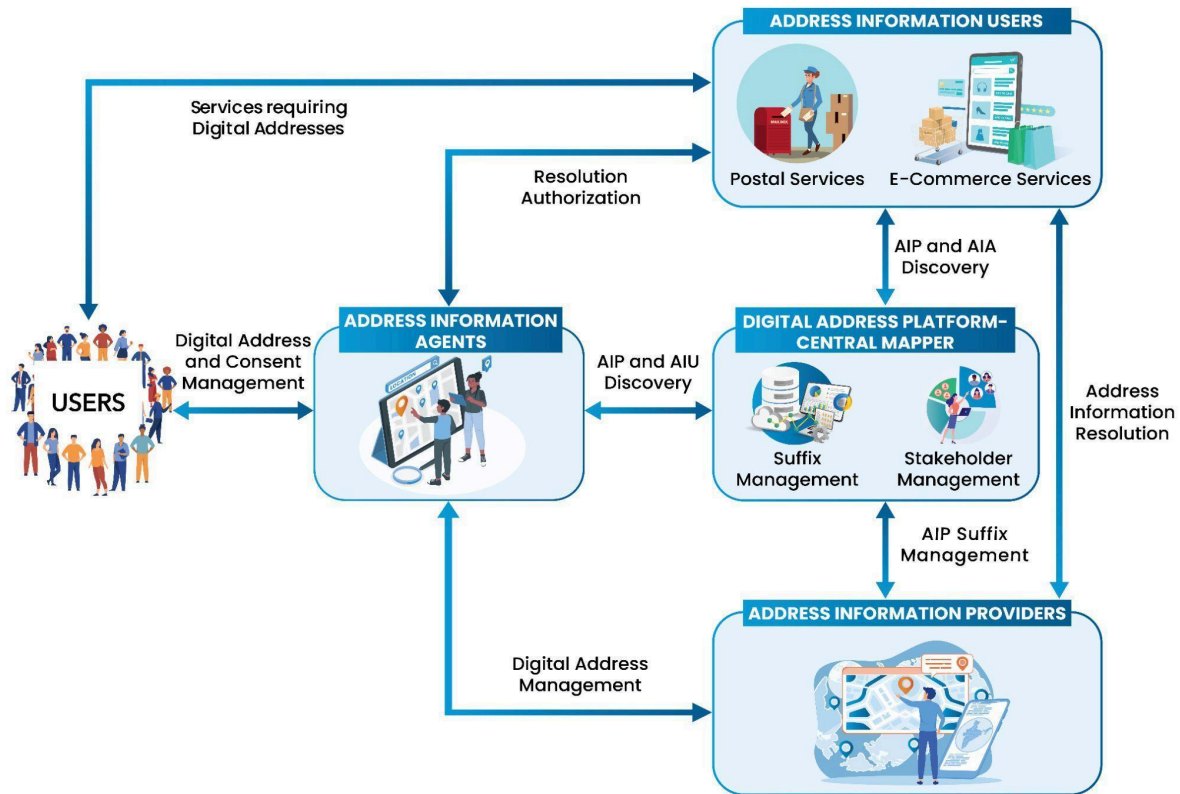 ADDRESS INFORMATION USERS
Services requiring
Digital Addresses
MAILBOX
Postal Services
E-Commerce Services
Resolution
Authorization
AIP and AIA
Discovery
ADDRESS INFORMATION
AGENTS
DIGITAL ADDRESS PLATFORM-
CENTRAL MAPPER
Digital Address
and Consent
Management
USERS
LOCATION
AIP and AIU
Discovery
Suffix
Management
Stakeholder
Management
Address
Information
Resolution
AIP Suffix
Management
ADDRESS INFORMATION PROVIDERS
Digital Address
Management